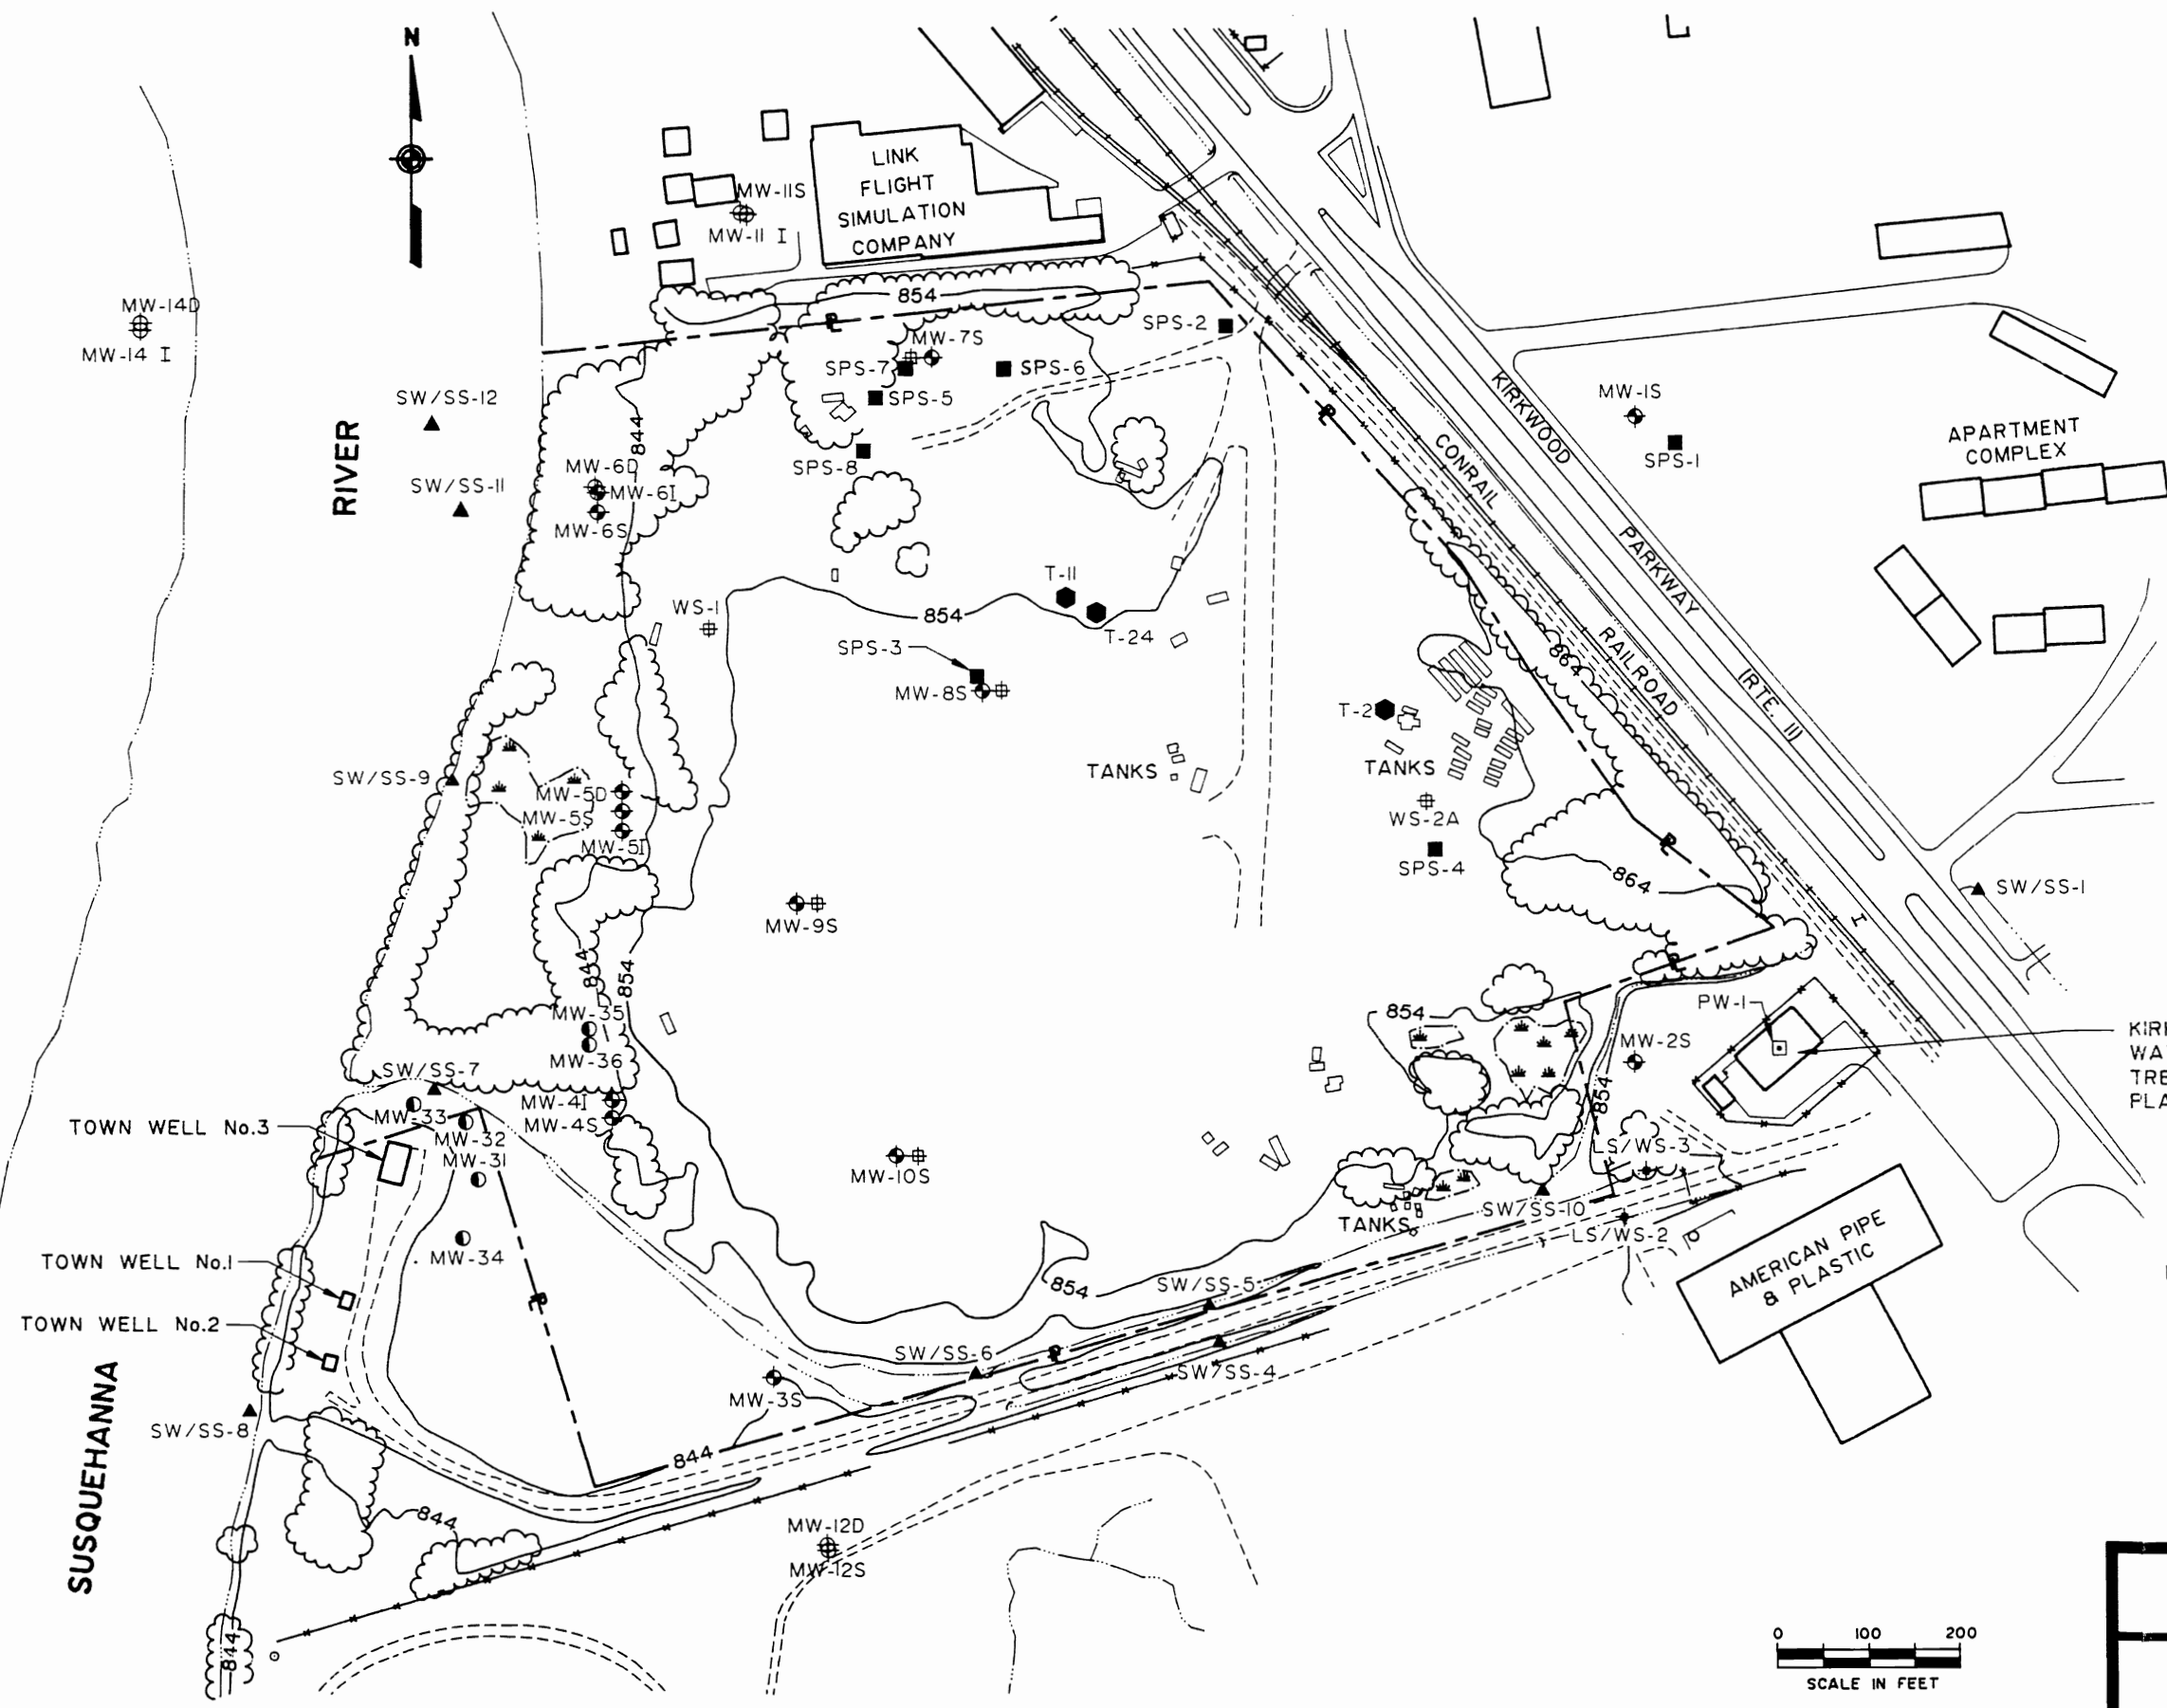 N
LINK
FLIGHT
SIMULATION
COMPANY
MW-11S
MW-11 I
MW-14D
MW-14 I
854
SPS-2
MW-7S
SPS-7
SPS-6
SPS-5
SPS-8
SW/SS-12
RIVER
SW/SS-11
844
MW-6D
MW-6I
MW-6S
KIRKWOOD
PARKWAY
(RTE. 11)
CONRAIL
RAILROAD
MW-1S
SPS-1
APARTMENT
COMPLEX
T-11
T-24
WS-1
854
SPS-3
MW-8S
864
T-2
TANKS
TANKS
WS-2A
SPS-4
864
SW/SS-9
MW-5D
MW-5S
MW-5I
SW/SS-1
MW-9S
844
854
854
PW-1
MW-2S
KIR
WA
TRE
PLA
MW-35
MW-36
SW/SS-7
MW-4I
MW-4S
MW-33
MW-32
MW-31
TOWN WELL No.3
854
LS/WS-3
MW-10S
MW-34
TANKS
SW/SS-10
LS/WS-2
AMERICAN PIPE
& PLASTIC
TOWN WELL No.1
TOWN WELL No.2
854
SW/SS-5
SW/SS-6
SW/SS-4
MW-3S
SW/SS-8
SUSQUEHANNA
844
844
MW-12D
MW-12S
844
0 100 200
SCALE IN FEET